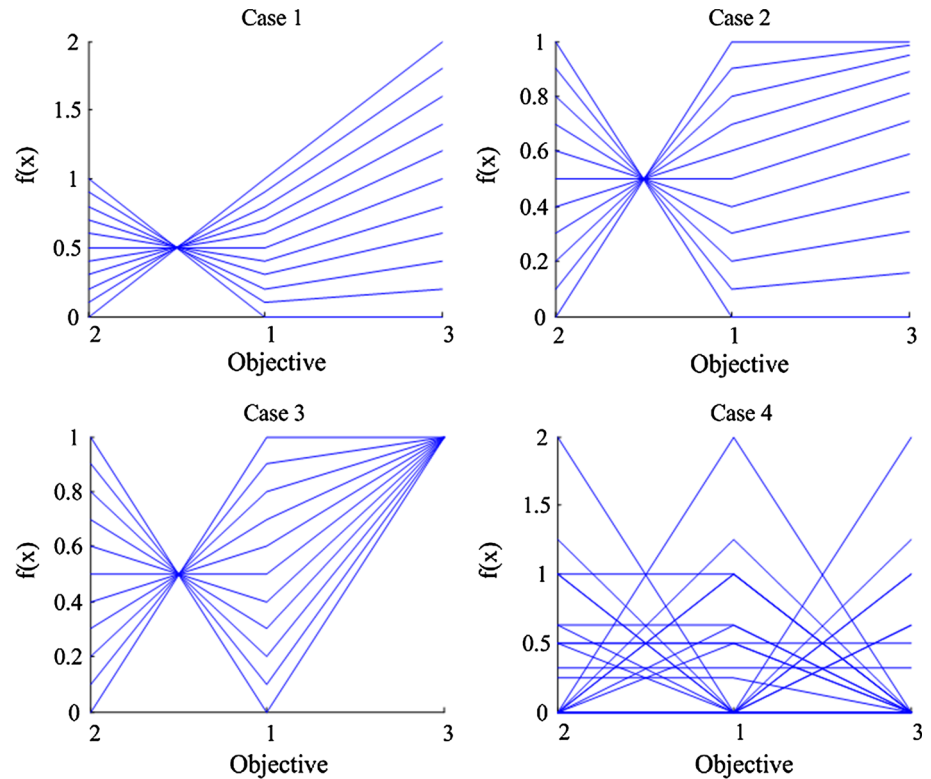 Case 1
2
1.5
1
0.5
0
f(x)
2 1 3
Objective
Case 2
1
0.8
0.6
0.4
0.2
0
f(x)
2 1 3
Objective
Case 3
1
0.8
0.6
0.4
0.2
0
f(x)
2 1 3
Objective
Case 4
2
1.5
1
0.5
0
f(x)
2 1 3
Objective